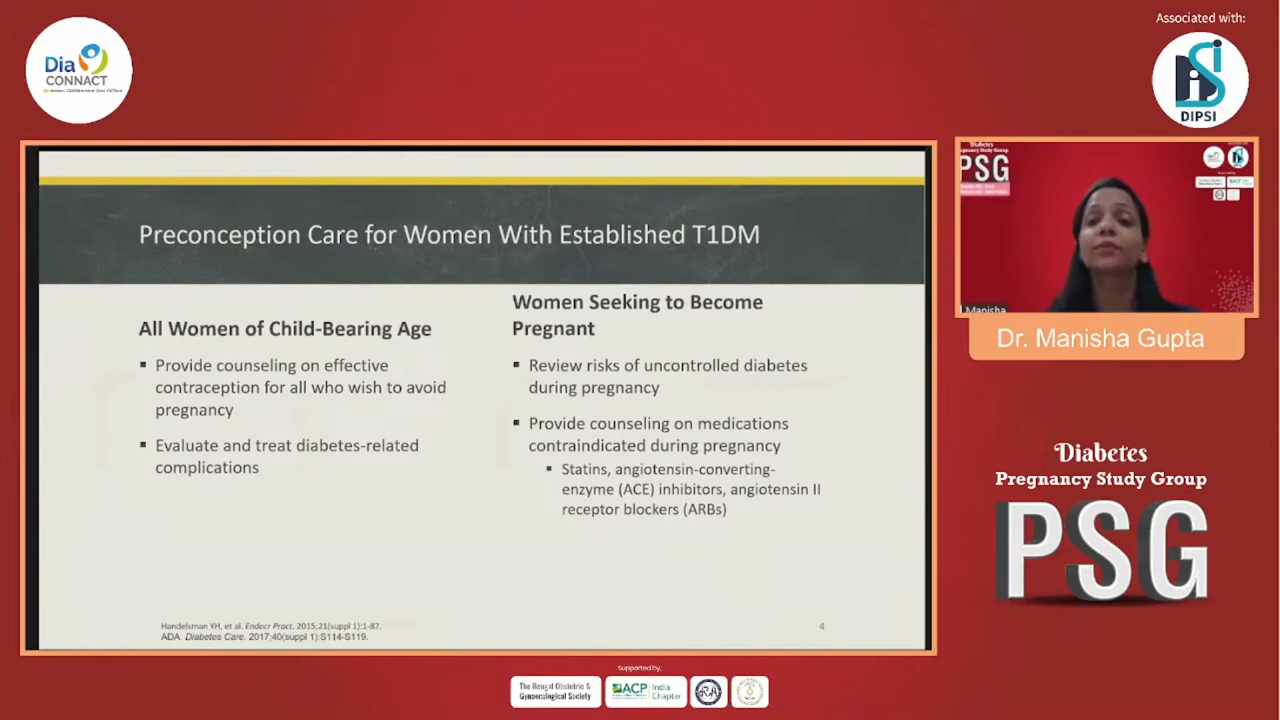 Associated with:
Dia
CONNACT
DIPSI
Diabetes
Pregnancy Study Group
PSG
Preconception Care for Women With Established T1DM
All Women of Child-Bearing Age
▪ Provide counseling on effective
contraception for all who wish to avoid
pregnancy
▪ Evaluate and treat diabetes-related
complications
Women Seeking to Become
Pregnant
▪ Review risks of uncontrolled diabetes
during pregnancy
▪ Provide counseling on medications
contraindicated during pregnancy
▪ Statins, angiotensin-converting-
enzyme (ACE) inhibitors, angiotensin II
receptor blockers (ARBs)
Handelsman YH, et al. Endocr Pract. 2015;21(suppl 1):1-87.
ADA. Diabetes Care. 2017;40(suppl 1):S114-S119.
4
Manisha
Dr. Manisha Gupta
Diabetes
Pregnancy Study Group
PSG
Supported by:
The Bengal Obstetric &
Gynaecological Society
ACP India
Chapter